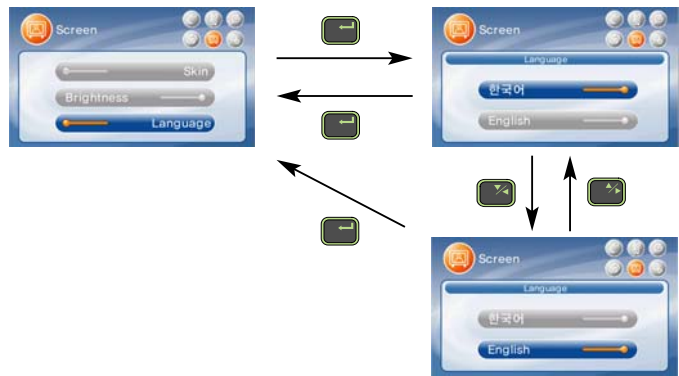 Screen
Skin
Brightness
Language
Screen
Language
한국어
English
Screen
Language
한국어
English